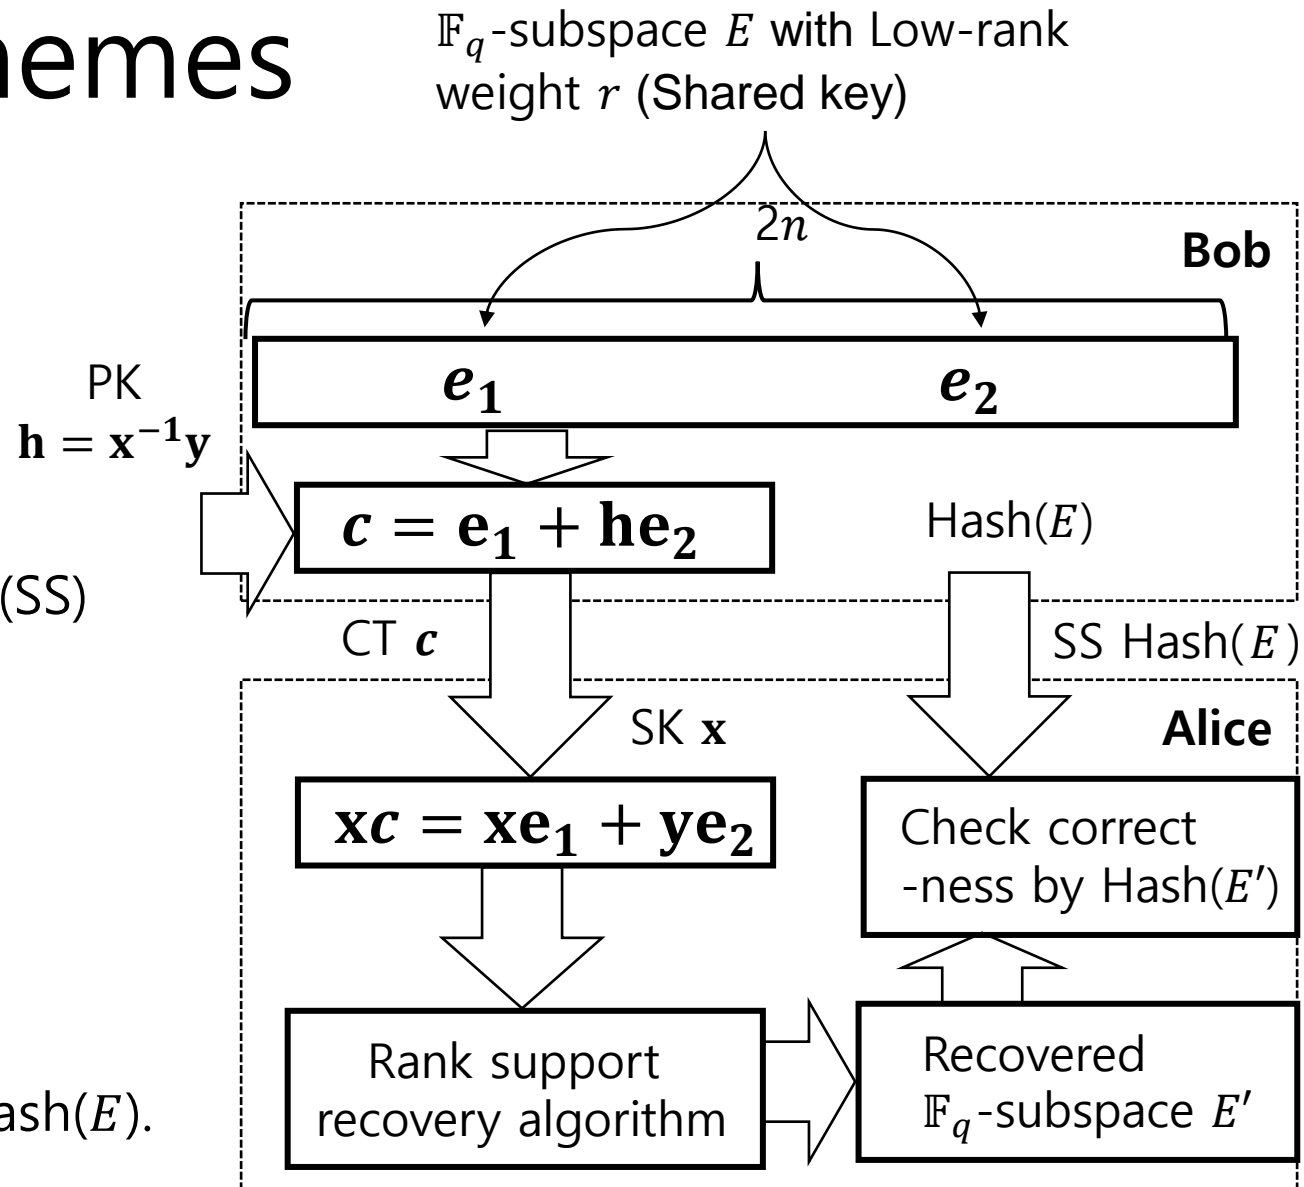 𝔽_q-subspace E with Low-rank
weight r (Shared key)
2n
Bob
e₁ e₂
PK
h = x⁻¹y
c = e₁ + he₂
Hash(E)
(SS)
CT c
SS Hash(E)
SK x
Alice
xc = xe₁ + ye₂
Check correct
-ness by Hash(E′)
Rank support
recovery algorithm
Recovered
𝔽_q-subspace E′
ash(E).